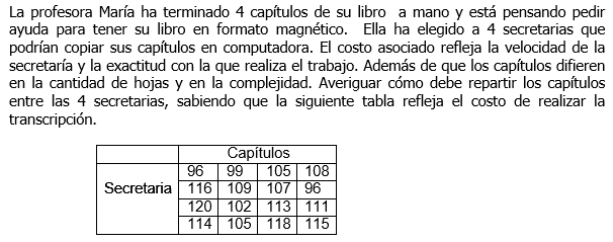 La profesora María ha terminado 4 capítulos de su libro a mano y está pensando pedir
ayuda para tener su libro en formato magnético. Ella ha elegido a 4 secretarias que
podrían copiar sus capítulos en computadora. El costo asociado refleja la velocidad de la
secretaría y la exactitud con la que realiza el trabajo. Además de que los capítulos difieren
en la cantidad de hojas y en la complejidad. Averiguar cómo debe repartir los capítulos
entre las 4 secretarias, sabiendo que la siguiente tabla refleja el costo de realizar la
transcripción.
Capítulos
96 99 105 108
Secretaria 116 109 107 96
120 102 113 111
114 105 118 115